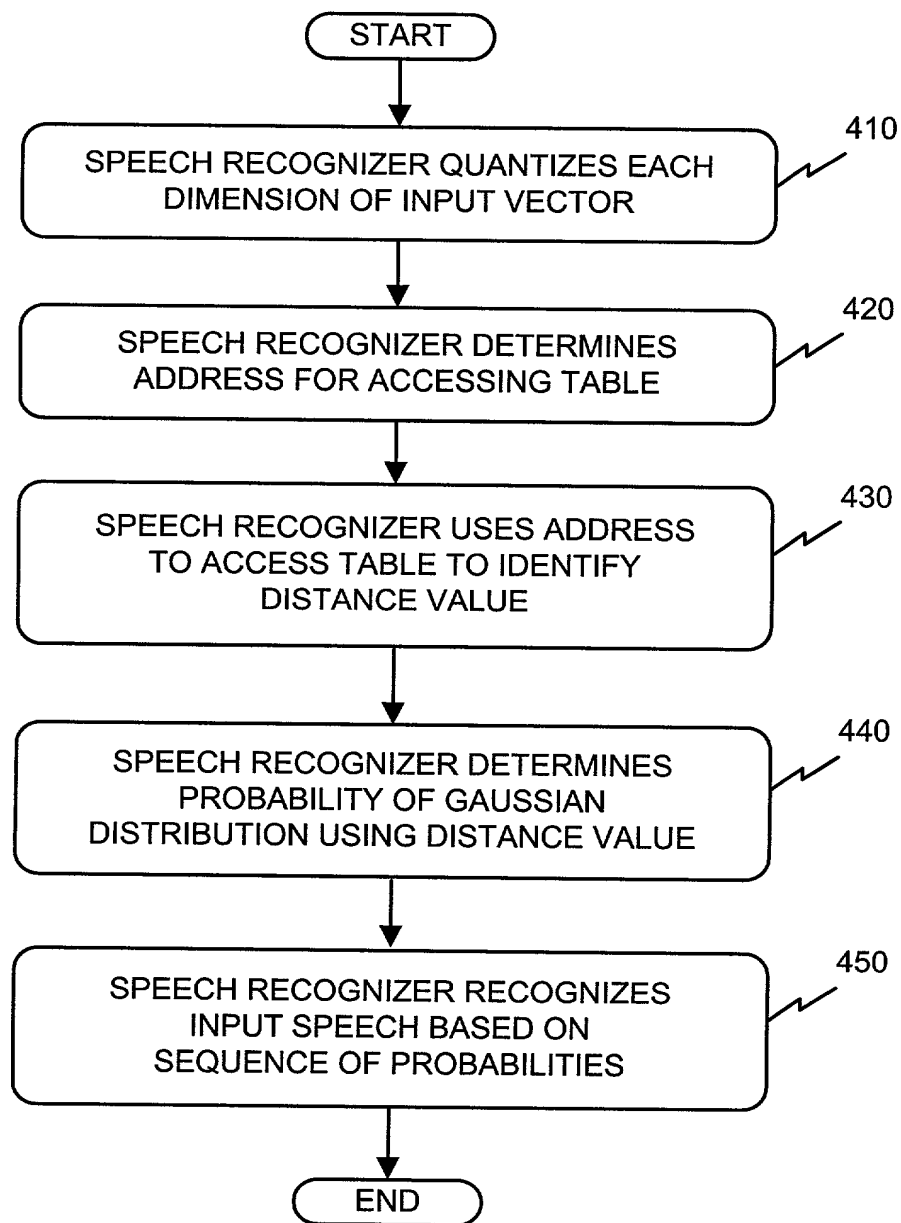 START
410
SPEECH RECOGNIZER QUANTIZES EACH
DIMENSION OF INPUT VECTOR
420
SPEECH RECOGNIZER DETERMINES
ADDRESS FOR ACCESSING TABLE
430
SPEECH RECOGNIZER USES ADDRESS
TO ACCESS TABLE TO IDENTIFY
DISTANCE VALUE
440
SPEECH RECOGNIZER DETERMINES
PROBABILITY OF GAUSSIAN
DISTRIBUTION USING DISTANCE VALUE
450
SPEECH RECOGNIZER RECOGNIZES
INPUT SPEECH BASED ON
SEQUENCE OF PROBABILITIES
END